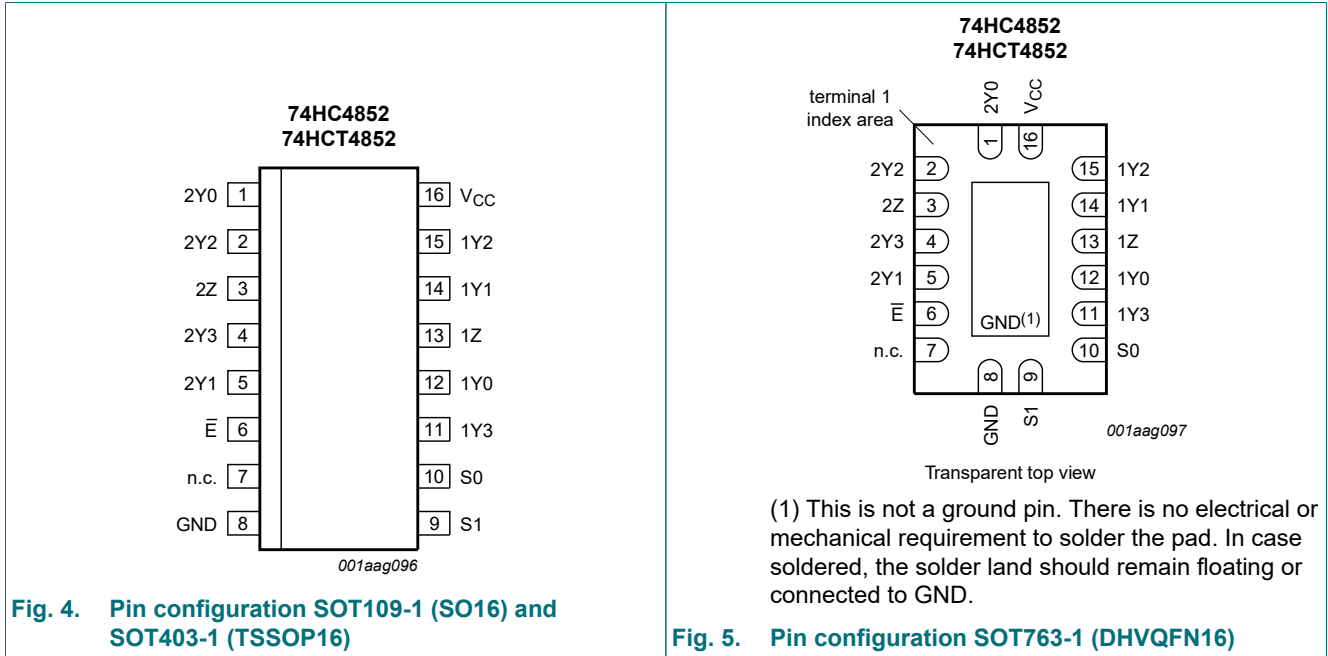 74HC4852
74HCT4852
2Y0 1
2Y2 2
2Z 3
2Y3 4
2Y1 5
E̅ 6
n.c. 7
GND 8
16 VCC
15 1Y2
14 1Y1
13 1Z
12 1Y0
11 1Y3
10 S0
9 S1
001aag096
Fig. 4. Pin configuration SOT109-1 (SO16) and
SOT403-1 (TSSOP16)
74HC4852
74HCT4852
terminal 1
index area
2Y0
VCC
1
16
2Y2 2
2Z 3
2Y3 4
2Y1 5
E̅ 6
n.c. 7
15 1Y2
14 1Y1
13 1Z
12 1Y0
11 1Y3
10 S0
GND(1)
8
9
GND
S1
001aag097
Transparent top view
(1) This is not a ground pin. There is no electrical or
mechanical requirement to solder the pad. In case
soldered, the solder land should remain floating or
connected to GND.
Fig. 5. Pin configuration SOT763-1 (DHVQFN16)